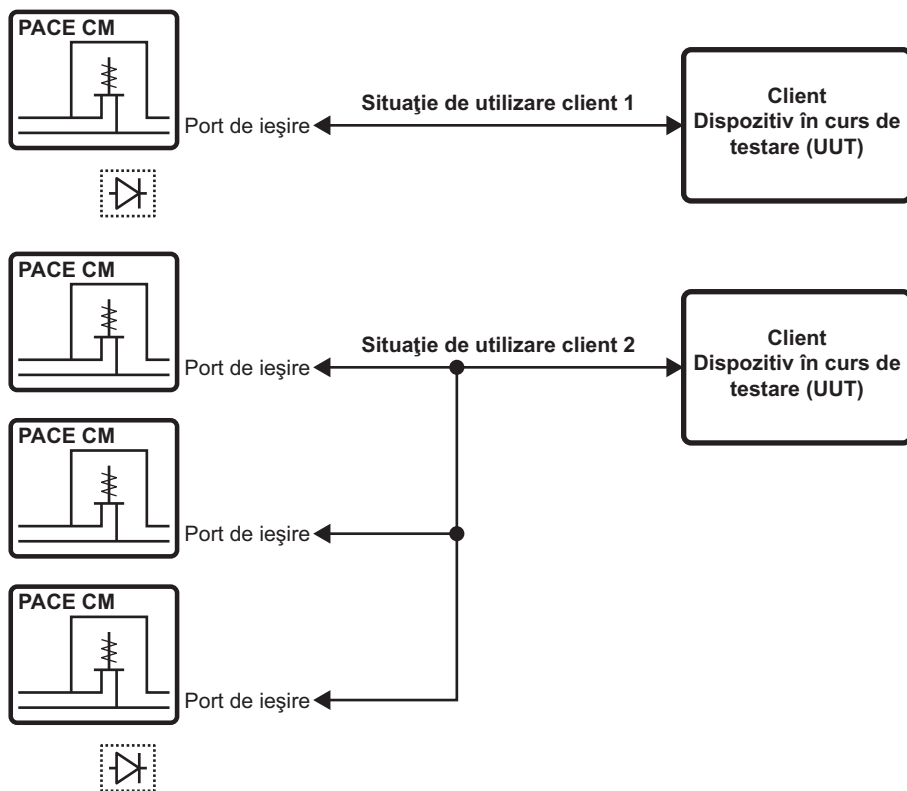 PACE CM
Port de ieşire
Situaţie de utilizare client 1
Client
Dispozitiv în curs de
testare (UUT)
PACE CM
Port de ieşire
Situaţie de utilizare client 2
Client
Dispozitiv în curs de
testare (UUT)
PACE CM
Port de ieşire
PACE CM
Port de ieşire